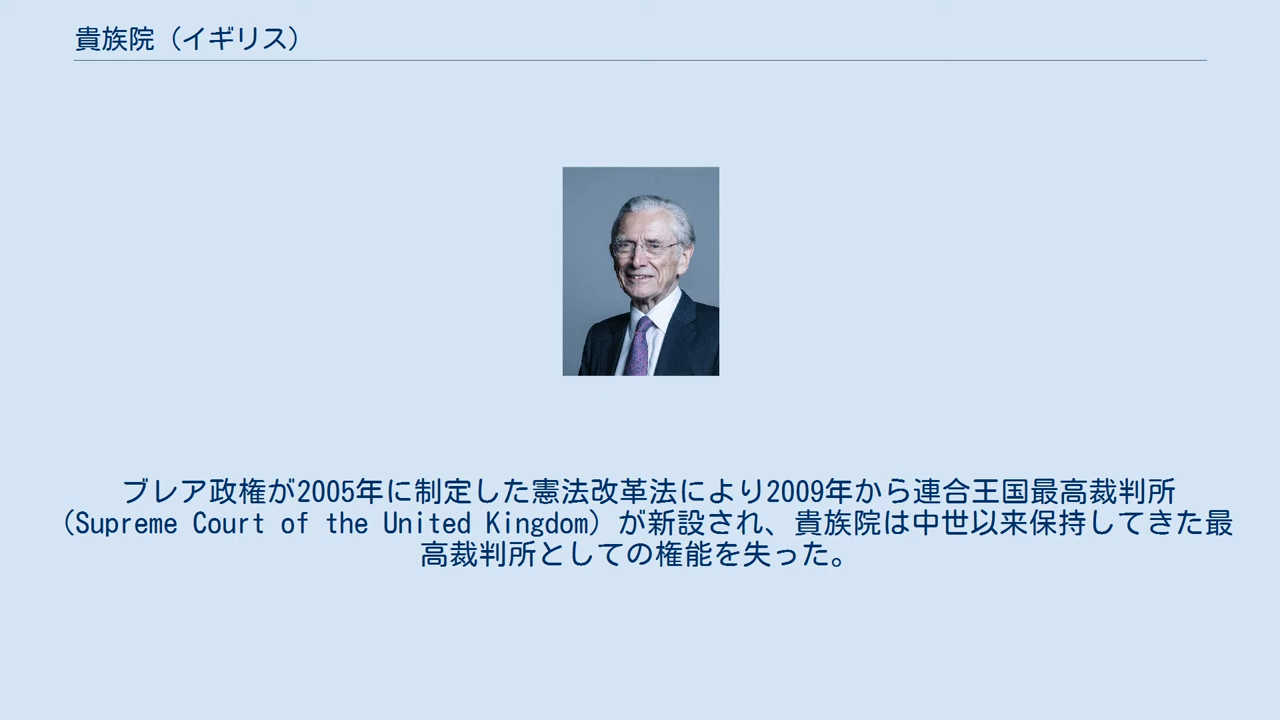 貴族院（イギリス）
ブレア政権が2005年に制定した憲法改革法により2009年から連合王国最高裁判所
（Supreme Court of the United Kingdom）が新設され、貴族院は中世以来保持してきた最
高裁判所としての権能を失った。